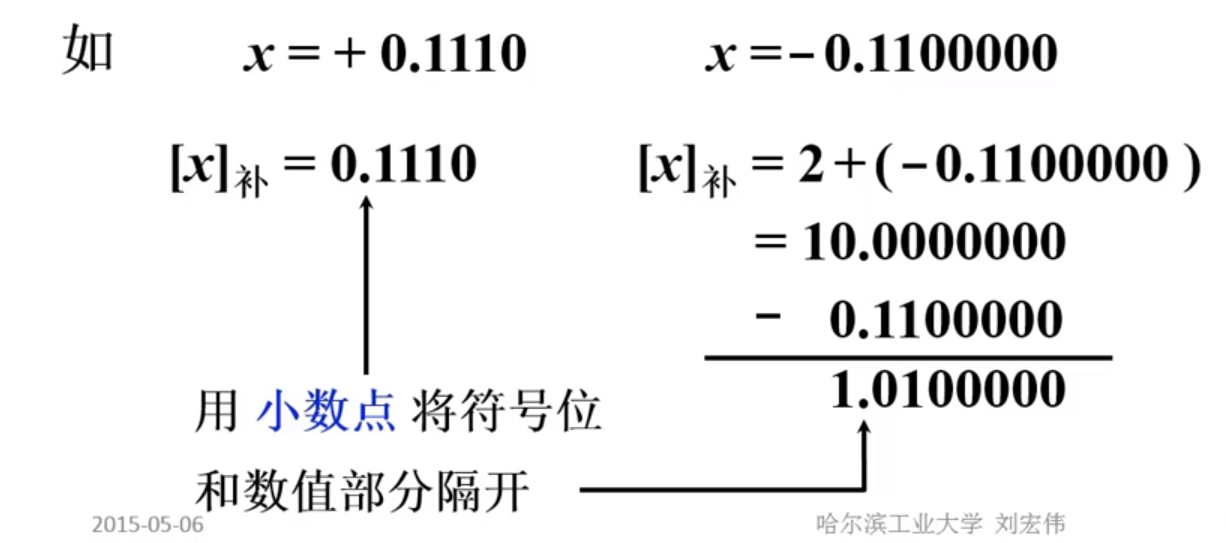 如 x = + 0.1110 x = – 0.1100000
[x]补 = 0.1110 [x]补 = 2 + ( – 0.1100000 )
= 10.0000000
– 0.1100000
1.0100000
用 小数点 将符号位
和数值部分隔开
2015-05-06 哈尔滨工业大学 刘宏伟